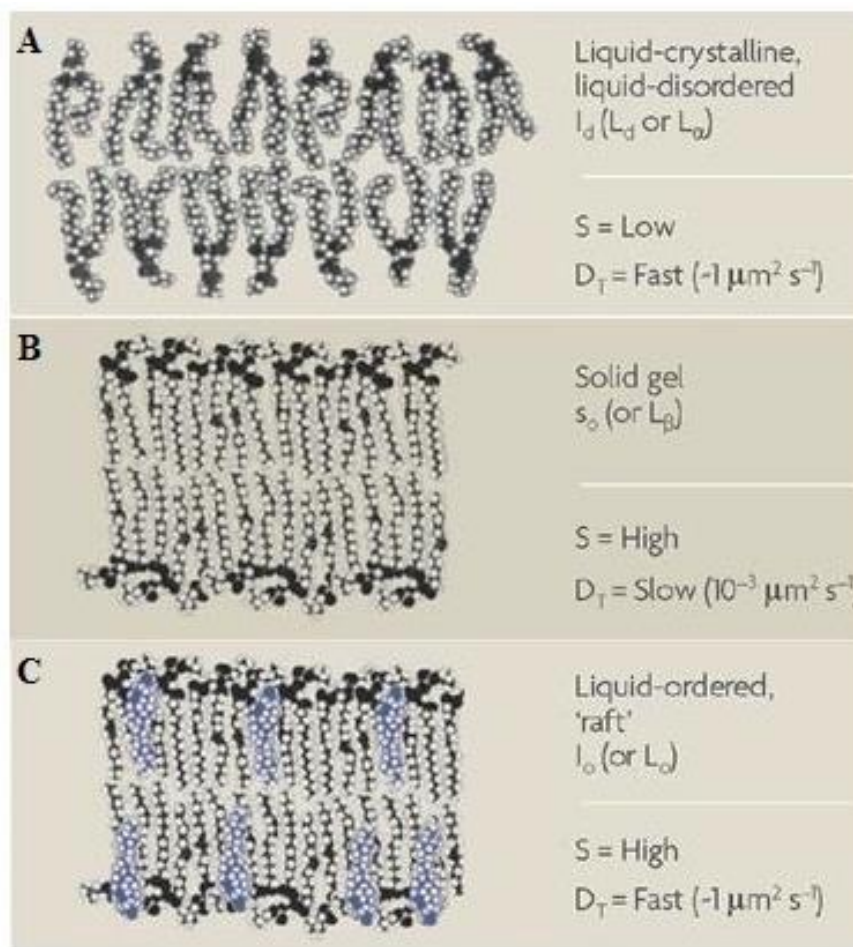 A
Liquid-crystalline,
liquid-disordered
l_d (L_d or L_α)
S = Low
D_T = Fast (~1 μm² s⁻¹)
B
Solid gel
s_o (or L_β)
S = High
D_T = Slow (10⁻³ μm² s⁻¹
C
Liquid-ordered,
'raft'
l_o (or L_o)
S = High
D_T = Fast (~1 μm² s⁻¹)